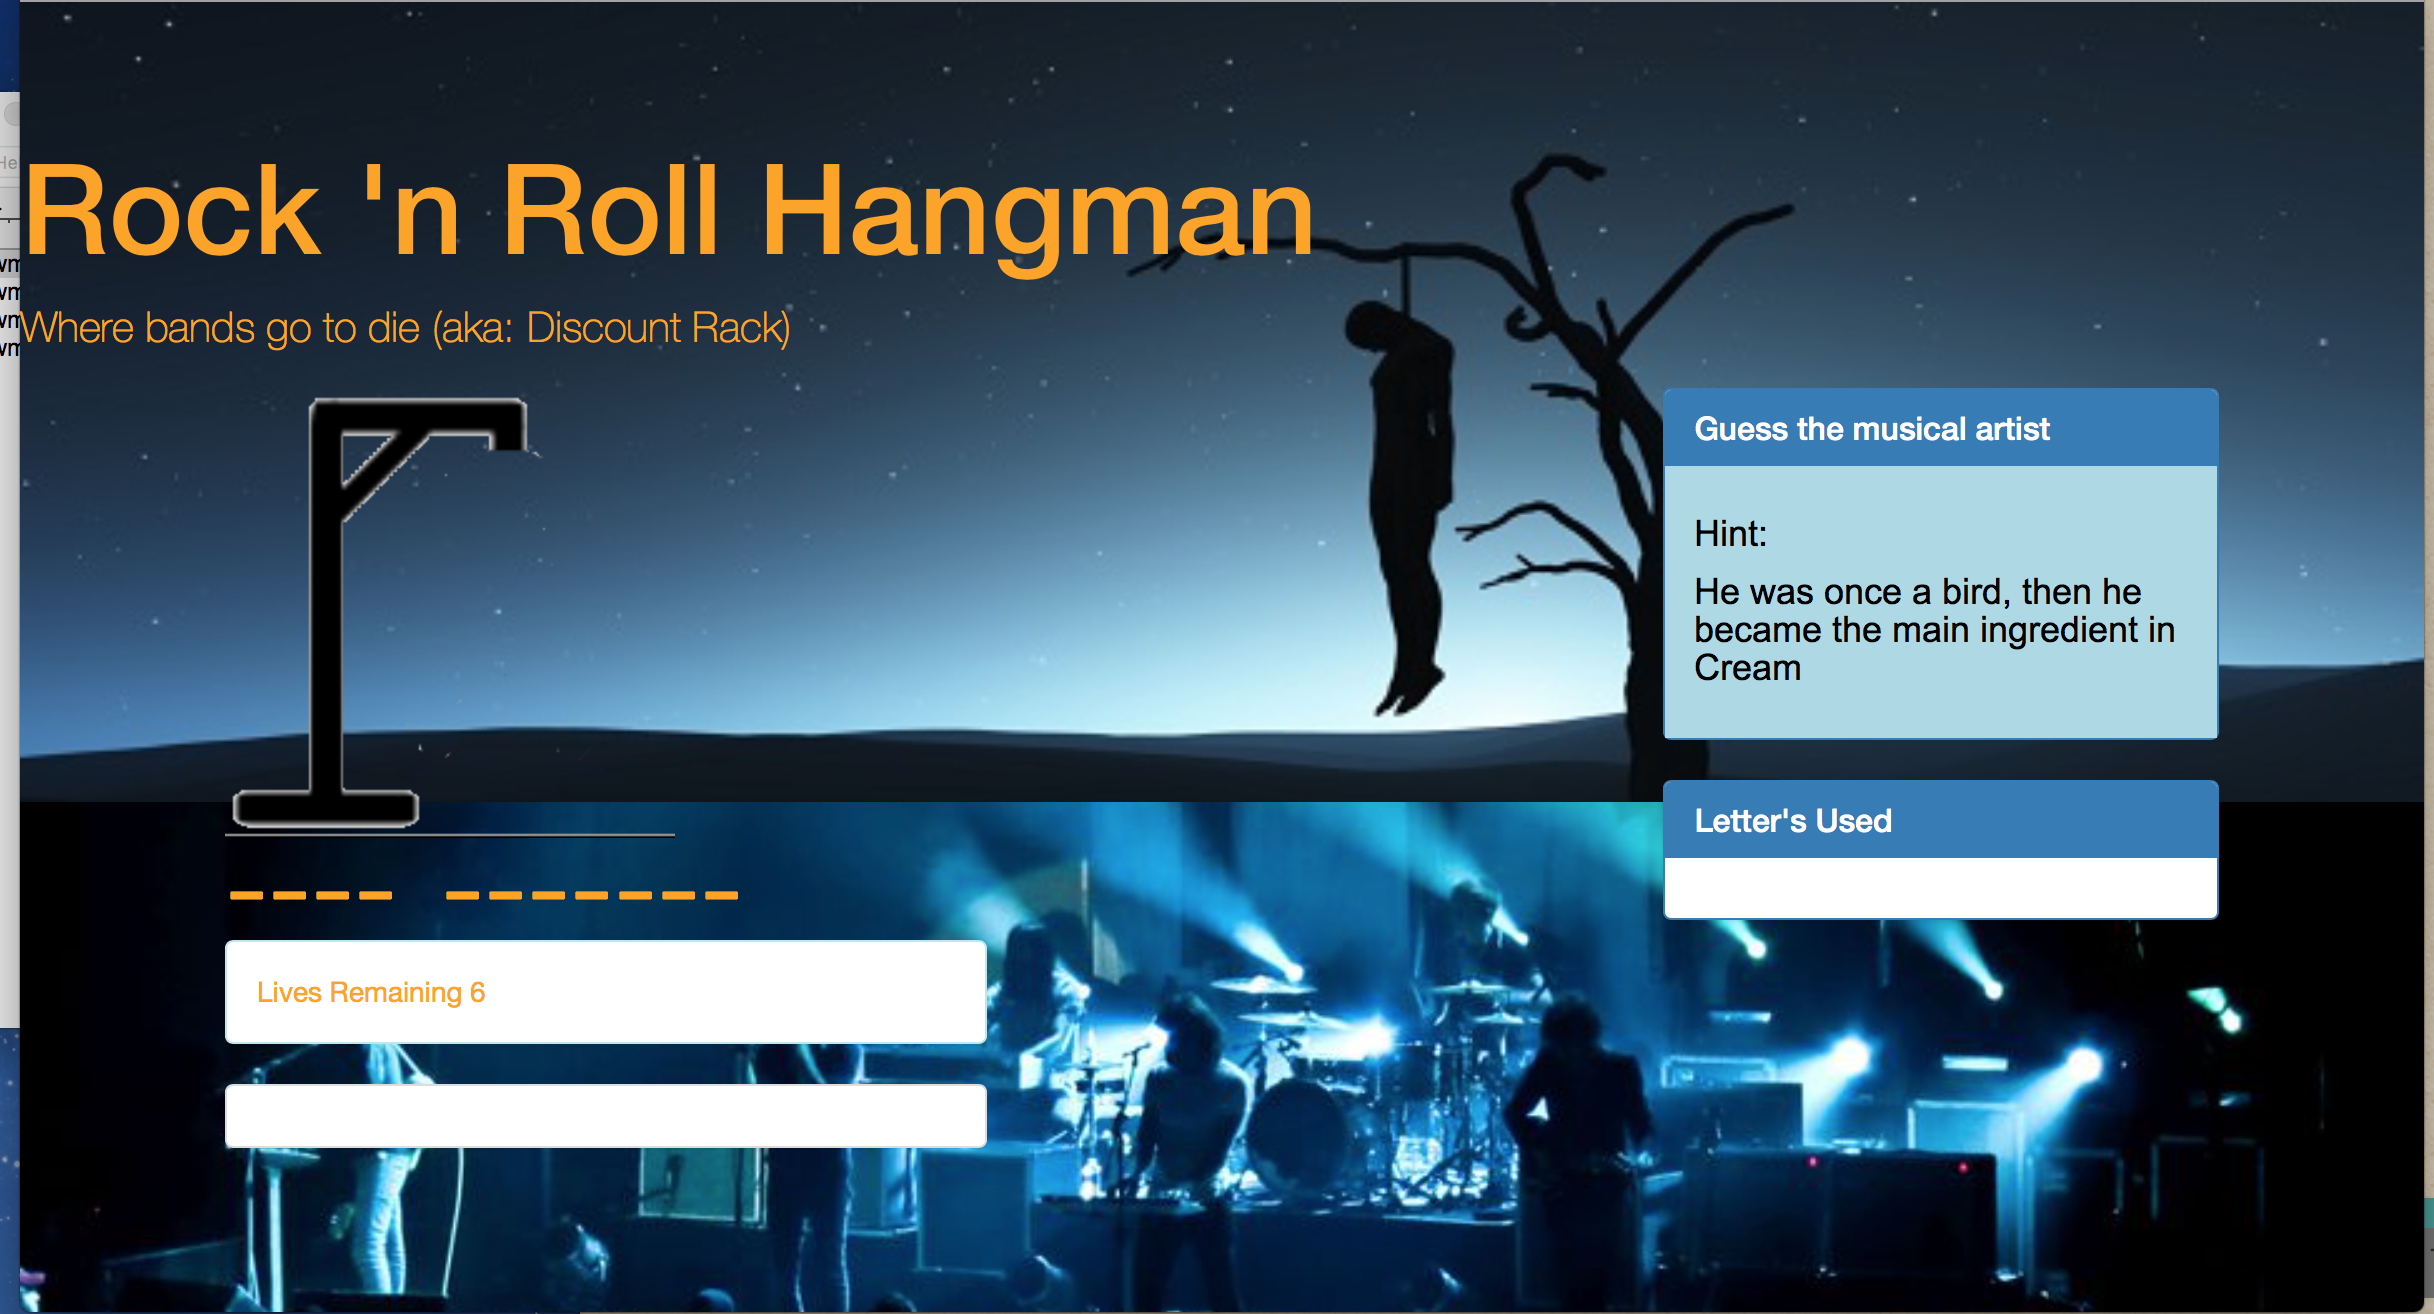 Rock 'n Roll Hangman
Where bands go to die (aka: Discount Rack)
Guess the musical artist
Hint:
He was once a bird, then he
became the main ingredient in
Cream
Letter's Used
Lives Remaining 6